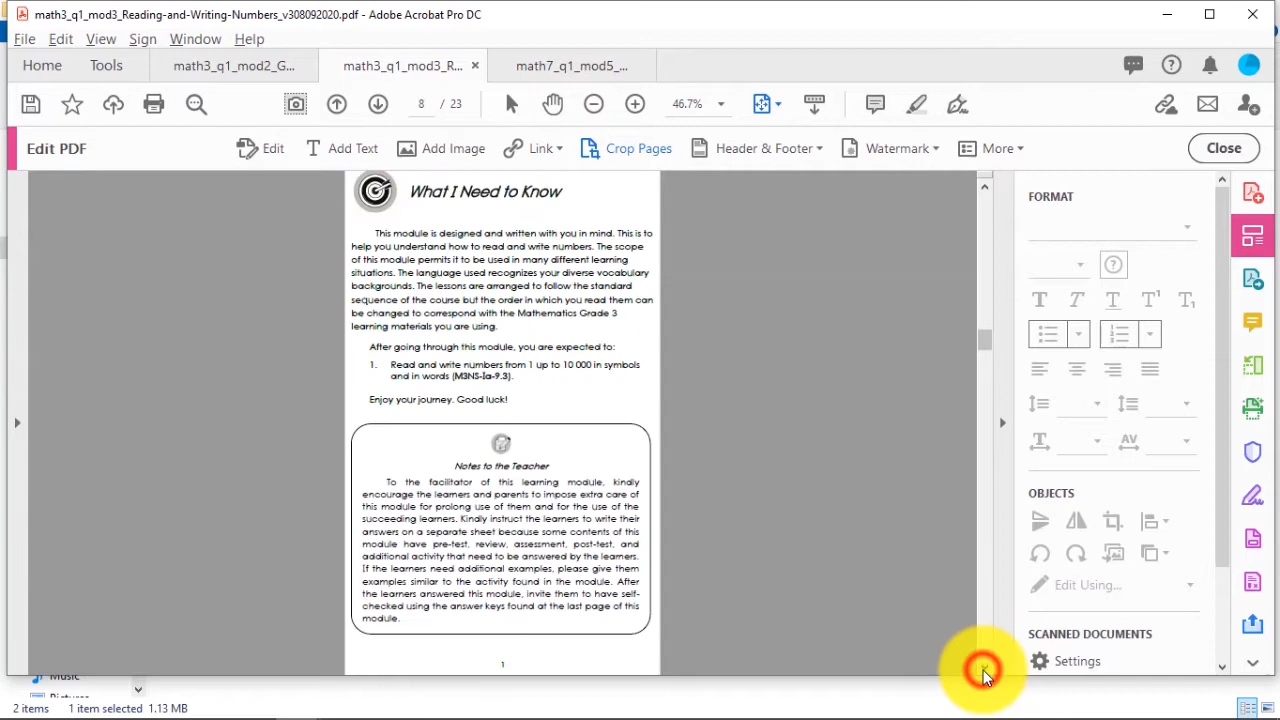 math3_q1_mod3_Reading-and-Writing-Numbers_v308092020.pdf - Adobe Acrobat Pro DC
File Edit View Sign Window Help
Home Tools math3_q1_mod2_G... math3_q1_mod3_R... × math7_q1_mod5_...
8 / 23 46.7%
Edit PDF Edit Add Text Add Image Link Crop Pages Header & Footer Watermark More Close
What I Need to Know
This module is designed and written with you in mind. This is to
help you understand how to read and write numbers. The scope
of this module permits it to be used in many different learning
situations. The language used recognizes your diverse vocabulary
backgrounds. The lessons are arranged to follow the standard
sequence of the course but the order in which you read them can
be changed to correspond with the Mathematics Grade 3
learning materials you are using.
After going through this module, you are expected to:
1. Read and write numbers from 1 up to 10 000 in symbols
and in words (M3NS-Ia-9.3).
Enjoy your journey. Good luck!
Notes to the Teacher
To the facilitator of this learning module, kindly
encourage the learners and parents to impose extra care of
this module for prolong use of them and for the use of the
succeeding learners. Kindly instruct the learners to write their
answers on a separate sheet because some contents of this
module have pre-test, review, assessment, post-test, and
additional activity that need to be answered by the learners.
If the learners need additional examples, please give them
examples similar to the activity found in the module. After
the learners answered this module, invite them to have self-
checked using the answer keys found at the last page of this
module.
1
FORMAT
OBJECTS
Edit Using...
SCANNED DOCUMENTS
Settings
Music
2 items 1 item selected 1.13 MB